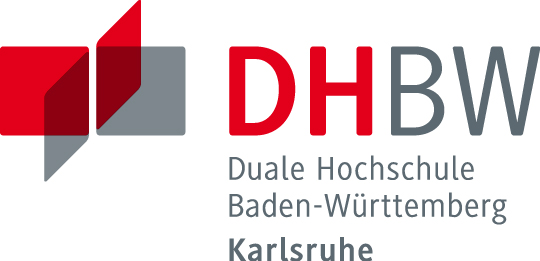 DHBW
Duale Hochschule
Baden-Württemberg
Karlsruhe